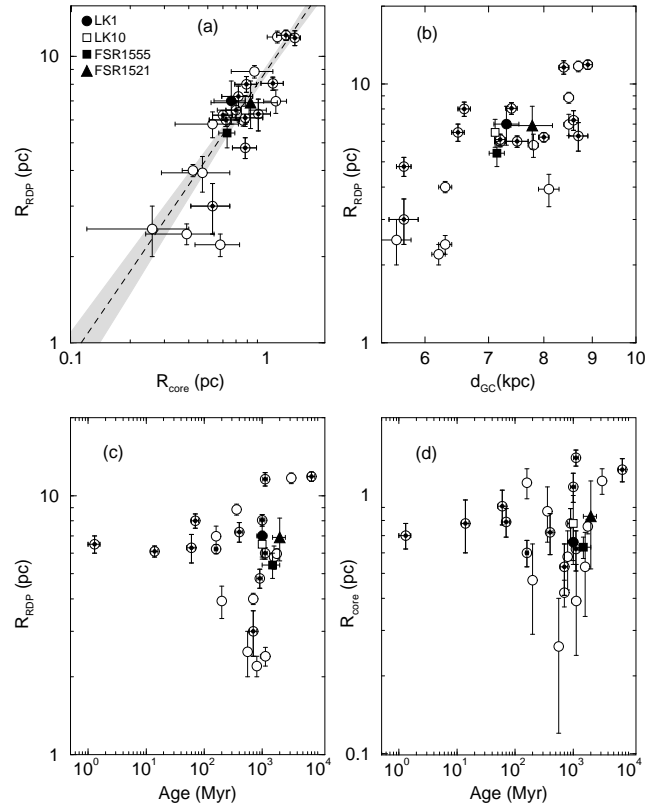 (a)
LK1
LK10
FSR1555
FSR1521
10
R_RDP (pc)
1
0.1
1
R_core (pc)
(b)
10
R_RDP (pc)
1
6
7
8
9
10
d_GC(kpc)
(c)
10
R_RDP (pc)
1
10^0
10^1
10^2
10^3
10^4
Age (Myr)
(d)
1
R_core (pc)
0.1
10^0
10^1
10^2
10^3
10^4
Age (Myr)